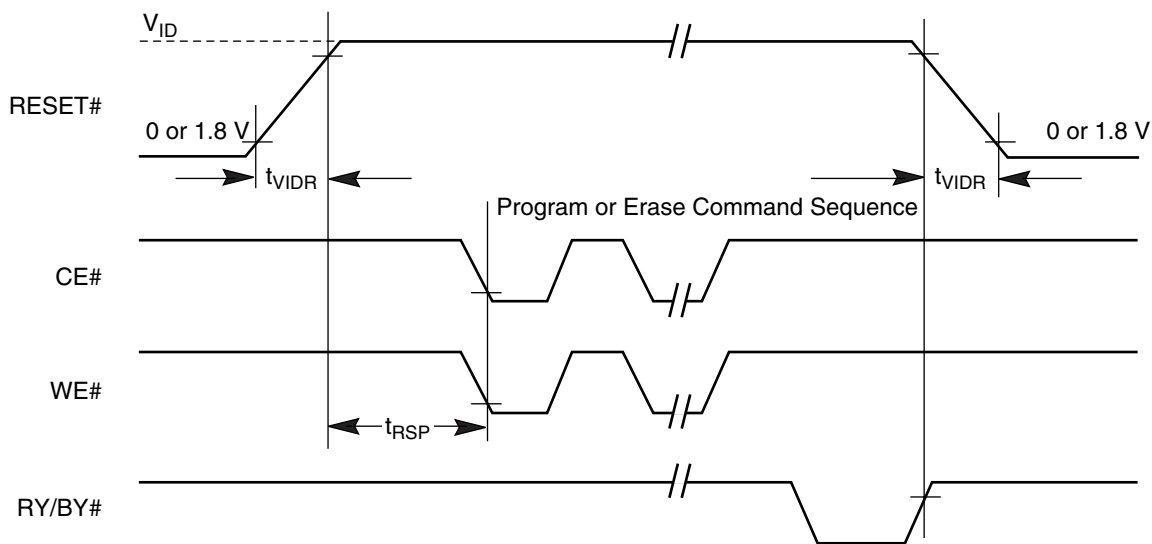 V_ID
RESET#
0 or 1.8 V
0 or 1.8 V
t_VIDR
t_VIDR
Program or Erase Command Sequence
CE#
WE#
t_RSP
RY/BY#